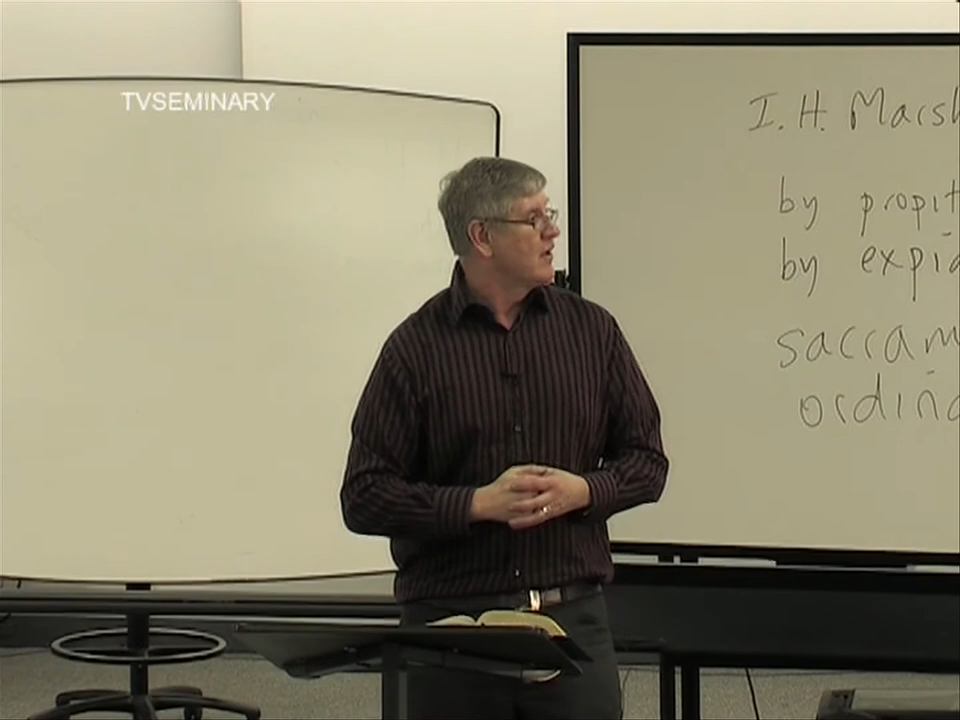 TVSEMINARY
I. H. Marsh
by propit
by expia
sacram
ordina